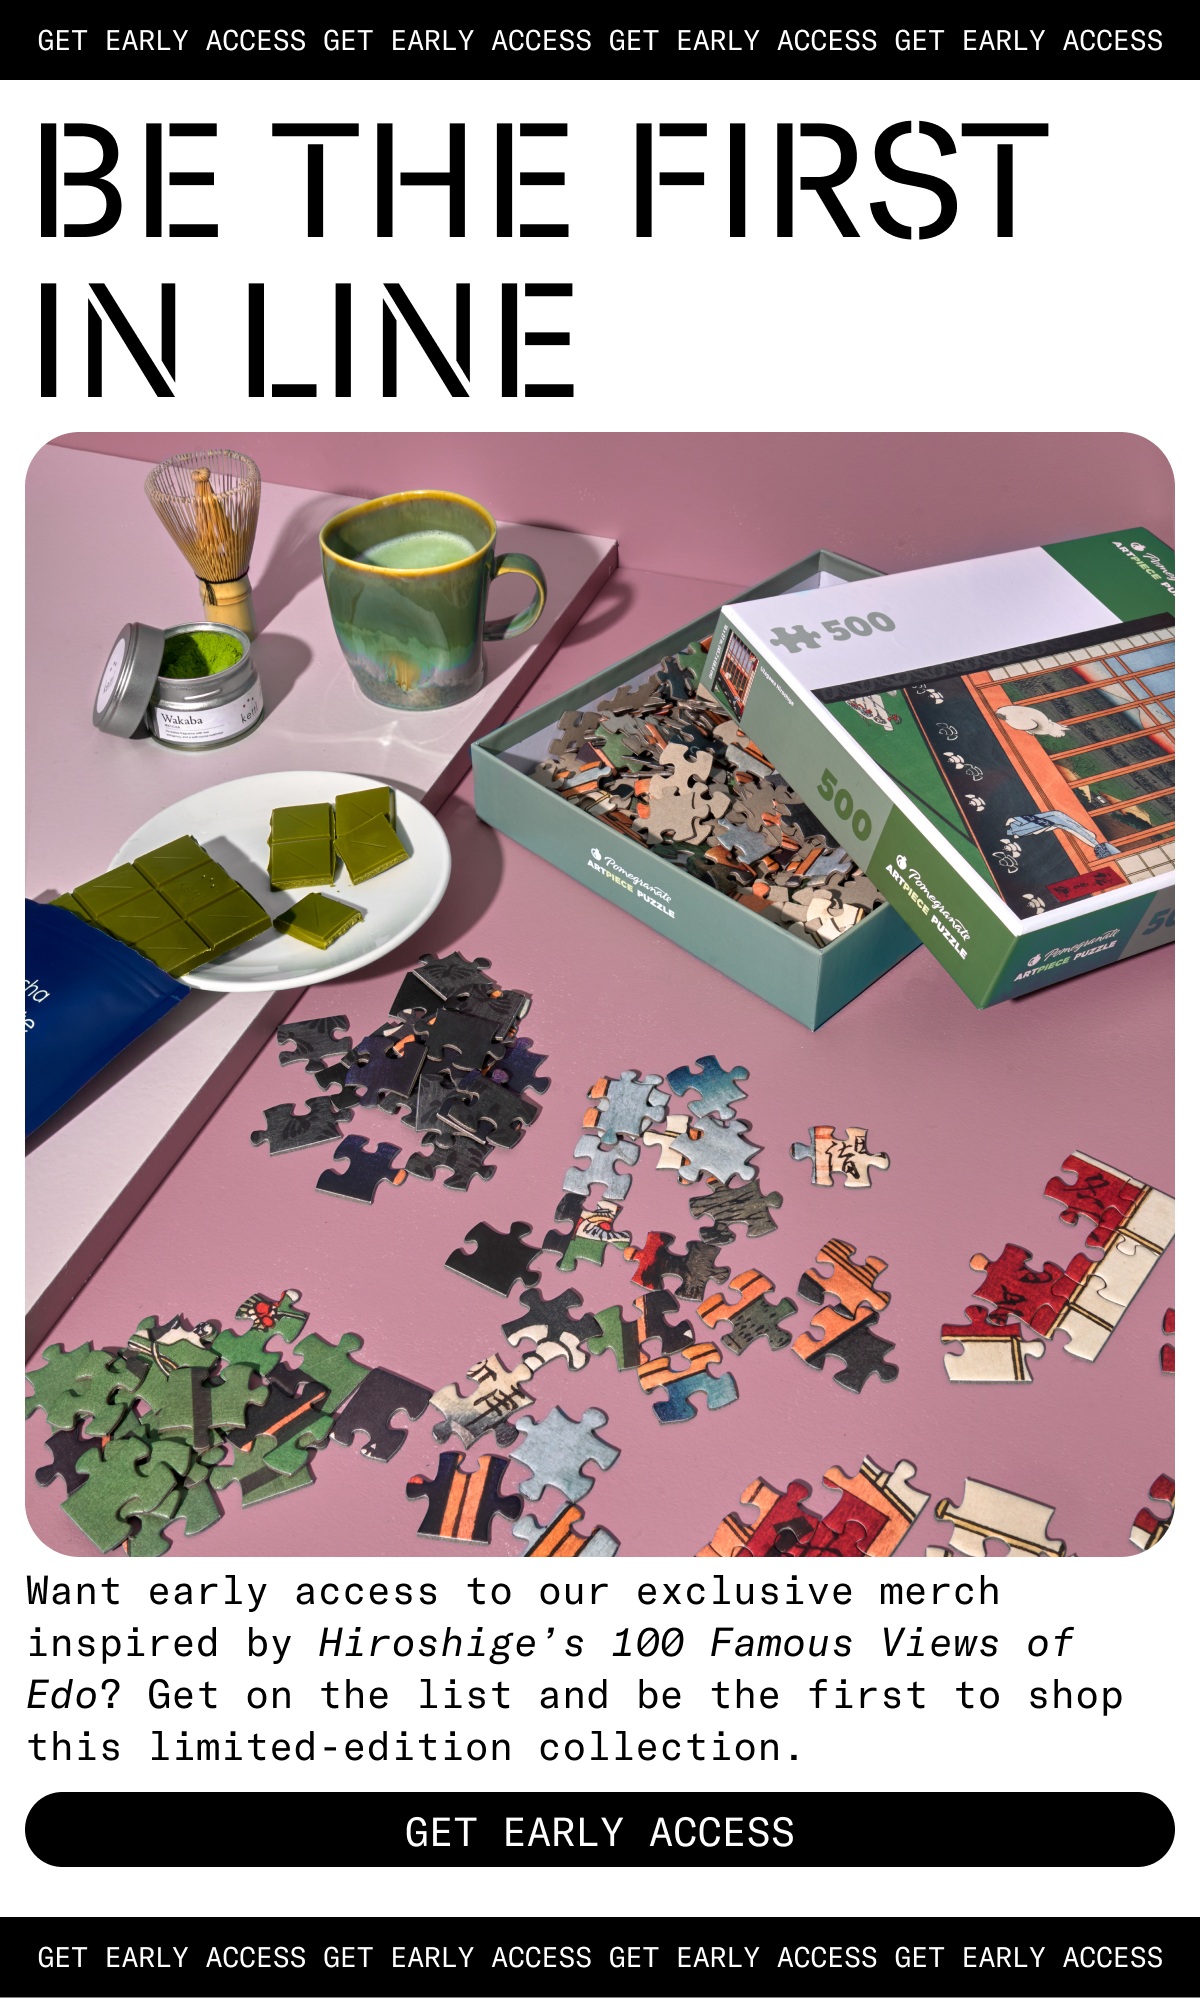 GET EARLY ACCESS GET EARLY ACCESS GET EARLY ACCESS GET EARLY ACCESS
BE THE FIRST
IN LINE
500
Pomegranate
ARTPIECE
Wakaba
500
Pomegranate
ARTPIECE PUZZLE
Pomegranate
ARTPIECE PUZZLE
Pomegranate
ARTPIECE PUZZLE
Want early access to our exclusive merch
inspired by Hiroshige’s 100 Famous Views of
Edo? Get on the list and be the first to shop
this limited-edition collection.
GET EARLY ACCESS
GET EARLY ACCESS GET EARLY ACCESS GET EARLY ACCESS GET EARLY ACCESS